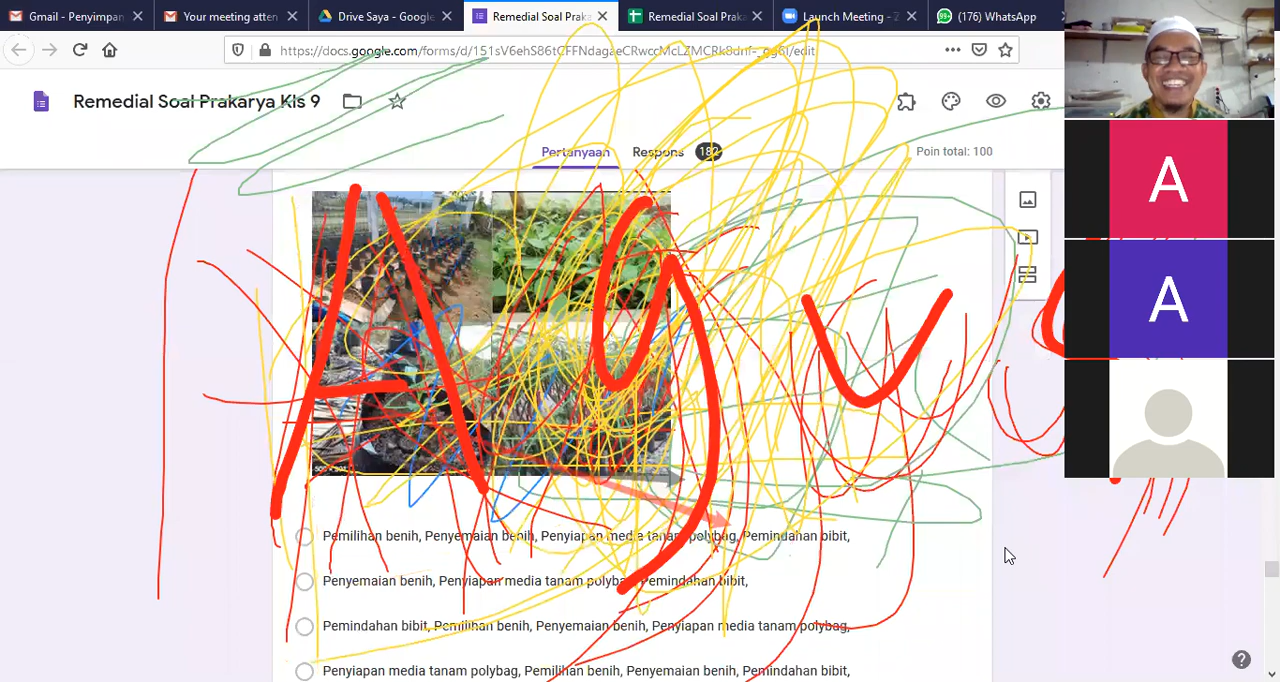 Gmail - Penyimpan
Your meeting atten
Drive Saya - Google
Remedial Soal Praka
Remedial Soal Praka
Launch Meeting - Z
(176) WhatsApp
Remedial Soal Prakarya Kls 9
Pertanyaan
Respons
182
Poin total: 100
A
A
Pemilihan benih, Penyemaian benih, Penyiapan media tanam polybag, Pemindahan bibit,
Penyemaian benih, Penyiapan media tanam polybag, Pemindahan bibit,
Pemindahan bibit, Pemilihan benih, Penyemaian benih, Penyiapan media tanam polybag,
Penyiapan media tanam polybag, Pemilihan benih, Penyemaian benih, Pemindahan bibit,